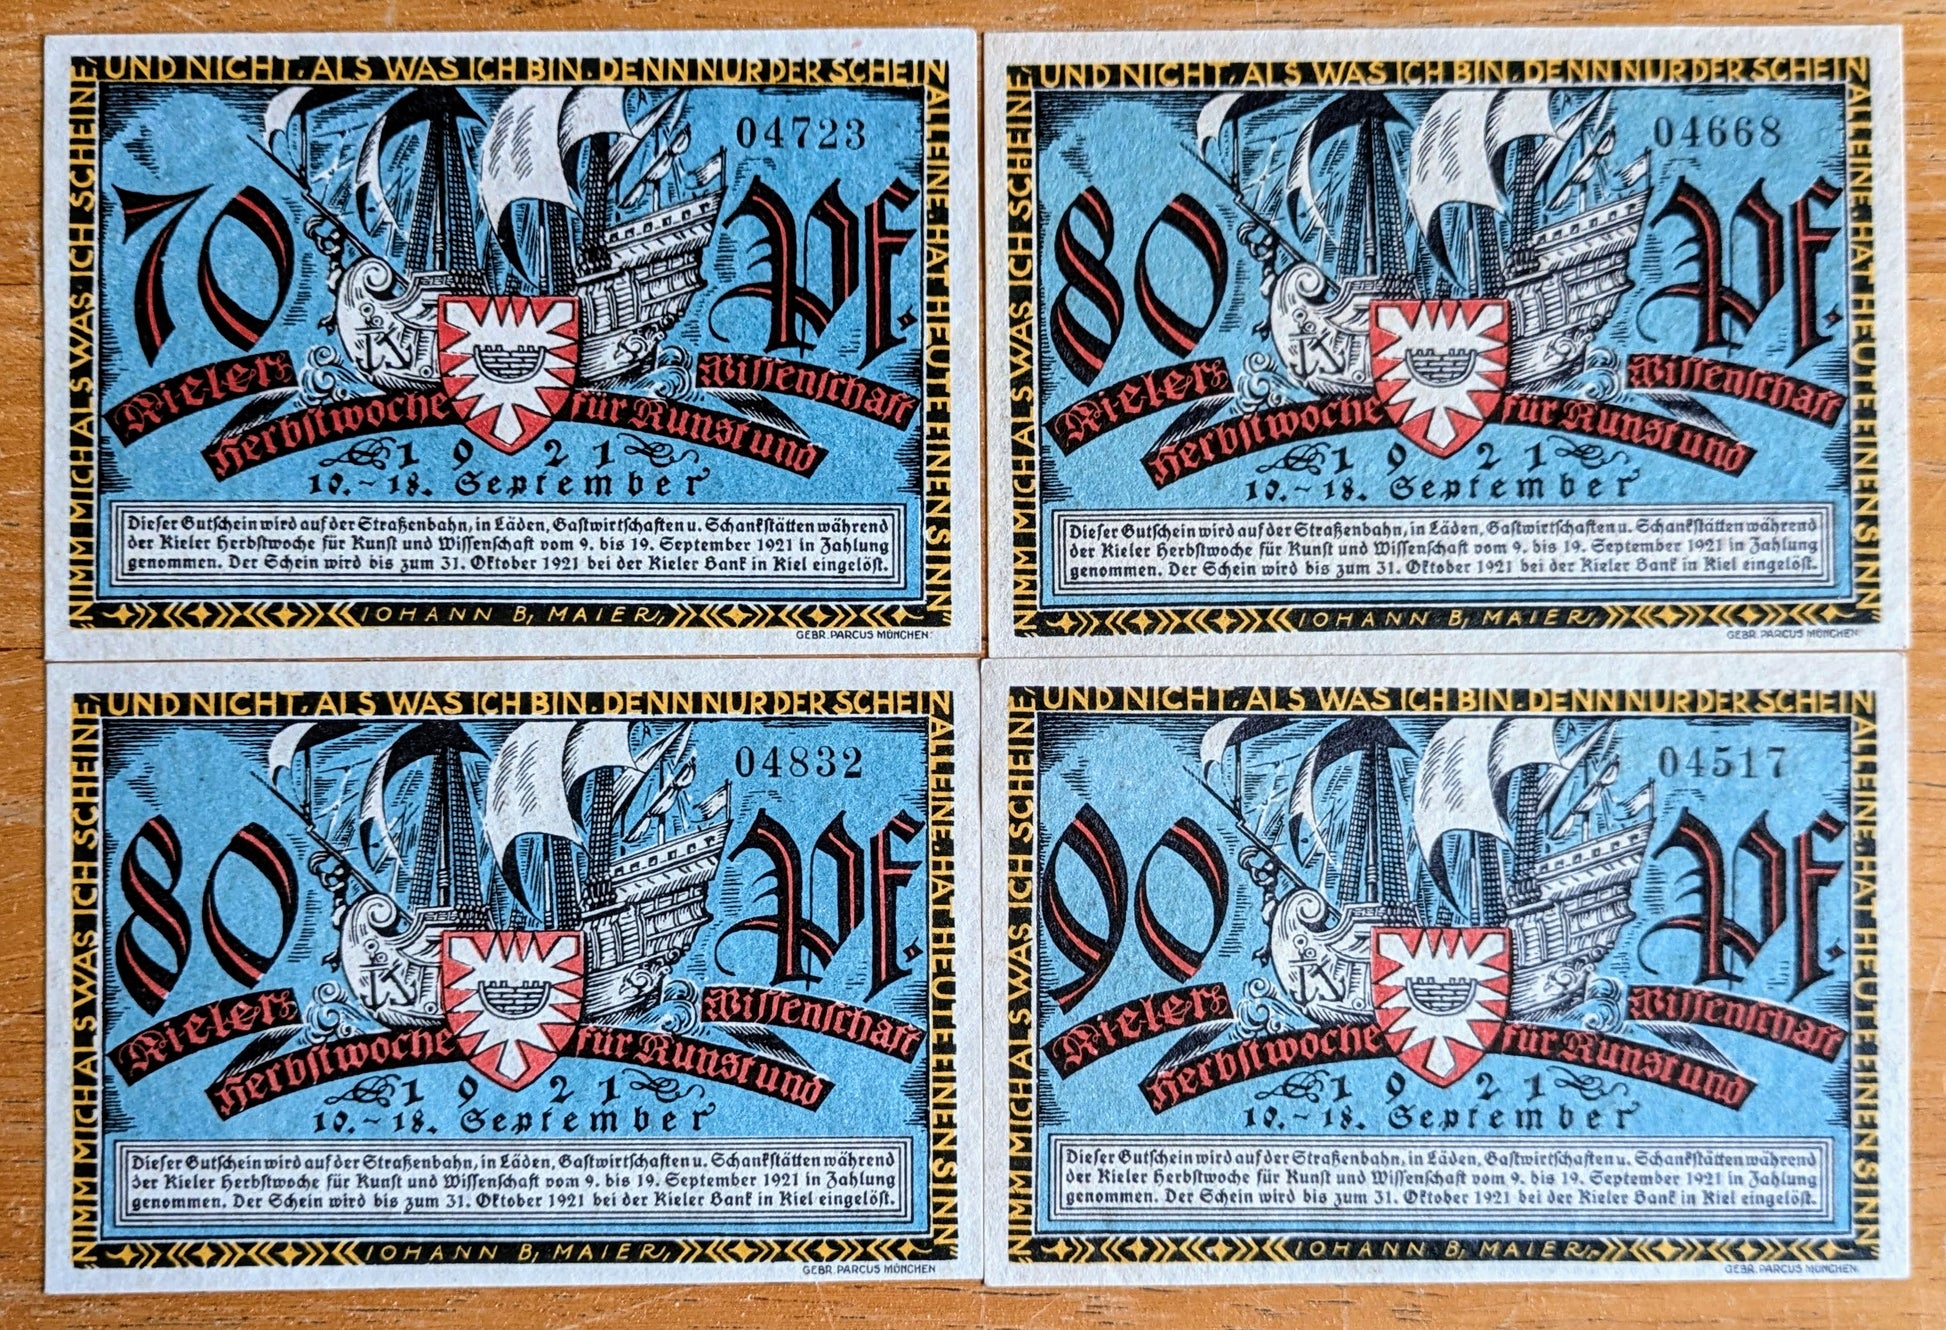 NIMM MICH ALS WAS ICH SCHEINE,
UND NICHT, ALS WAS ICH BIN. DENN NUR DER SCHEIN
ALLEINE, HAT HEUTE EINEN SINN
04723
70 Pf.
Kieler Herbstwoche für Kunst und Wissenschaft
1921
10.-18. September
Dieser Gutschein wird auf der Straßenbahn, in Läden, Gastwirtschaften u. Schankstätten während
der Kieler Herbstwoche für Kunst und Wissenschaft vom 9. bis 19. September 1921 in Zahlung
genommen. Der Schein wird bis zum 31. Oktober 1921 bei der Kieler Bank in Kiel eingelöst.
IOHANN B, MAIER,
GEBR. PARCUS MÜNCHEN.
NIMM MICH ALS WAS ICH SCHEINE,
UND NICHT, ALS WAS ICH BIN. DENN NUR DER SCHEIN
ALLEINE, HAT HEUTE EINEN SINN
04668
80 Pf.
Kieler Herbstwoche für Kunst und Wissenschaft
1921
10.-18. September
Dieser Gutschein wird auf der Straßenbahn, in Läden, Gastwirtschaften u. Schankstätten während
der Kieler Herbstwoche für Kunst und Wissenschaft vom 9. bis 19. September 1921 in Zahlung
genommen. Der Schein wird bis zum 31. Oktober 1921 bei der Kieler Bank in Kiel eingelöst.
IOHANN B, MAIER,
GEBR. PARCUS MÜNCHEN.
NIMM MICH ALS WAS ICH SCHEINE,
UND NICHT, ALS WAS ICH BIN. DENN NUR DER SCHEIN
ALLEINE, HAT HEUTE EINEN SINN
04832
80 Pf.
Kieler Herbstwoche für Kunst und Wissenschaft
1921
10.-18. September
Dieser Gutschein wird auf der Straßenbahn, in Läden, Gastwirtschaften u. Schankstätten während
der Kieler Herbstwoche für Kunst und Wissenschaft vom 9. bis 19. September 1921 in Zahlung
genommen. Der Schein wird bis zum 31. Oktober 1921 bei der Kieler Bank in Kiel eingelöst.
IOHANN B, MAIER,
GEBR. PARCUS MÜNCHEN
NIMM MICH ALS WAS ICH SCHEINE,
UND NICHT, ALS WAS ICH BIN. DENN NUR DER SCHEIN
ALLEINE, HAT HEUTE EINEN SINN
04517
90 Pf.
Kieler Herbstwoche für Kunst und Wissenschaft
1921
10.-18. September
Dieser Gutschein wird auf der Straßenbahn, in Läden, Gastwirtschaften u. Schankstätten während
der Kieler Herbstwoche für Kunst und Wissenschaft vom 9. bis 19. September 1921 in Zahlung
genommen. Der Schein wird bis zum 31. Oktober 1921 bei der Kieler Bank in Kiel eingelöst.
IOHANN B, MAIER,
GEBR. PARCUS MÜNCHEN.